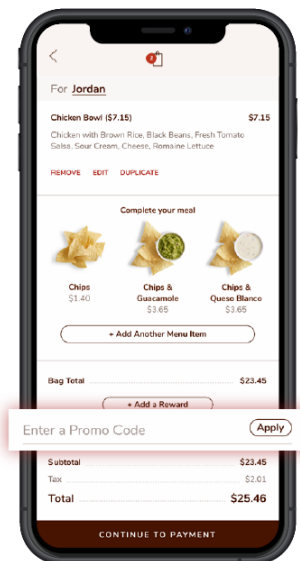 For Jordan
Chicken Bowl ($7.15) $7.15
Chicken with Brown Rice, Black Beans, Fresh Tomato
Salsa, Sour Cream, Cheese, Romaine Lettuce
REMOVE EDIT DUPLICATE
Complete your meal
Chips
$1.40
Chips &
Guacamole
$3.65
Chips &
Queso Blanco
$3.65
+ Add Another Menu Item
Bag Total $23.45
+ Add a Reward
Enter a Promo Code Apply
Subtotal $23.45
Tax $2.01
Total $25.46
CONTINUE TO PAYMENT